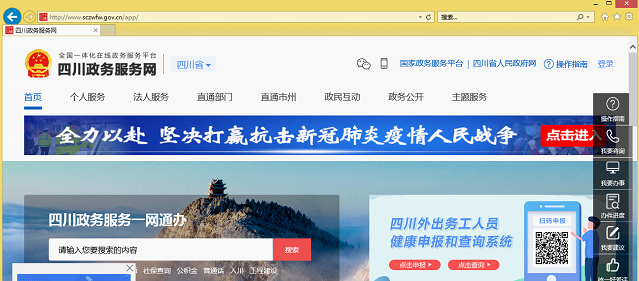 http://www.sczwfw.gov.cn/app/
搜索...
四川政务服务网
全国一体化在线政务服务平台
四川政务服务网
四川省
国家政务服务平台 | 四川省人民政府网
操作指南
登录
首页 个人服务 法人服务 直通部门 直通市州 政民互动 政务公开 主题服务
全力以赴 坚决打赢抗击新冠肺炎疫情人民战争
点击进入
操作指南
我要咨询
我要办事
办件进度
我要建议
四川政务服务一网通办
请输入您要搜索的内容
搜索
社保查询 公积金 普通话 入川 工程建设
四川外出务工人员
健康申报和查询系统
点击申报
点击查询
扫码申报